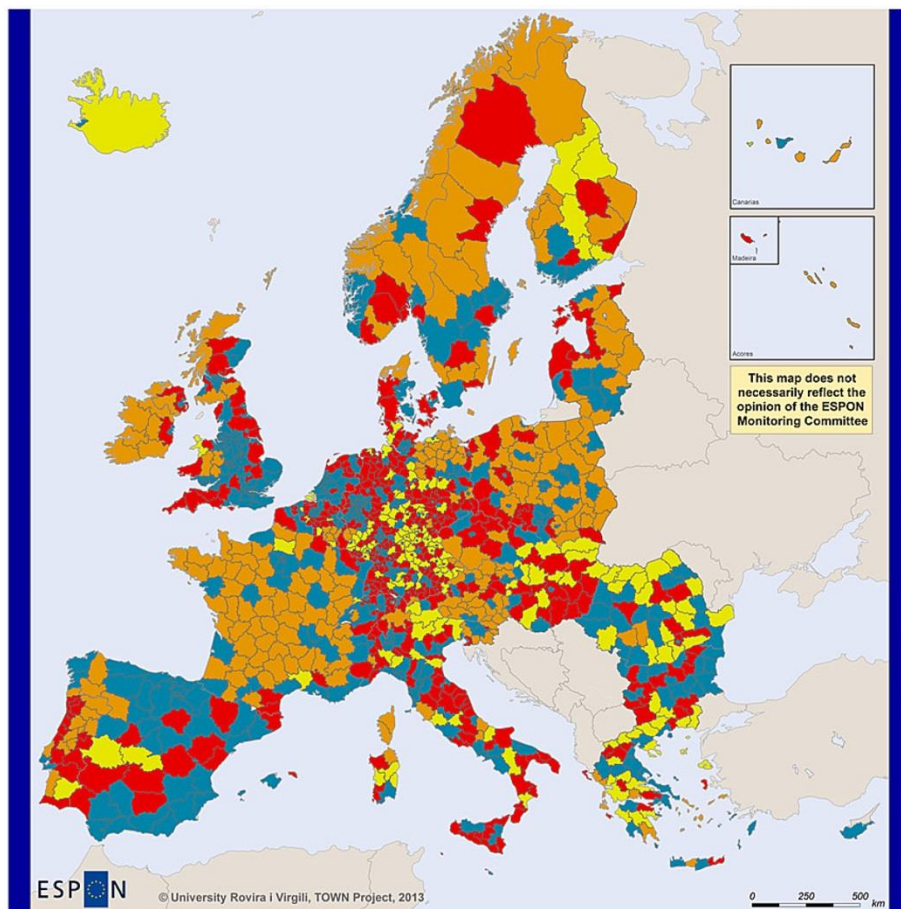 Canarias
Madeira
Acores
This map does not
necessarily reflect the
opinion of the ESPON
Monitoring Committee
ESPON
© University Rovira i Virgili, TOWN Project, 2013
0 250 500
km